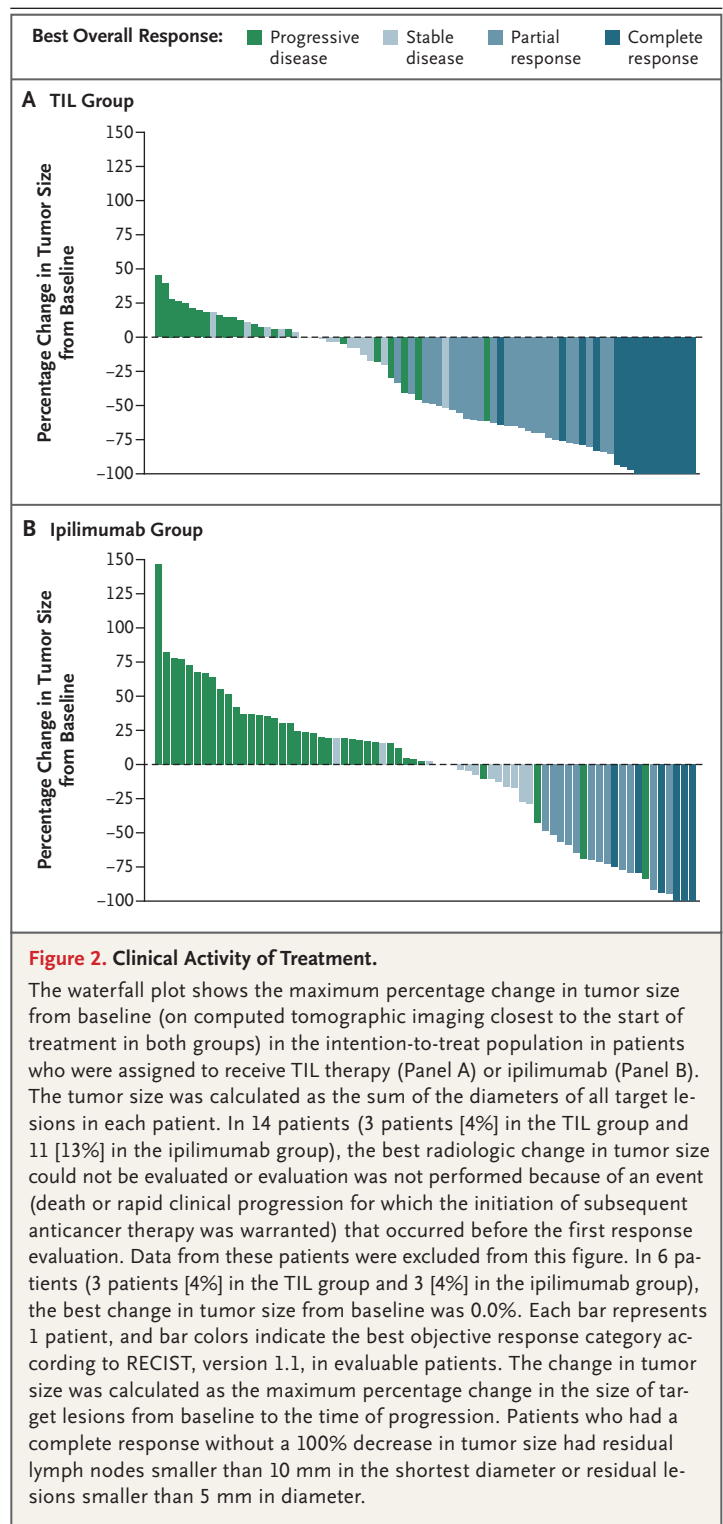 Best Overall Response: Progressive disease Stable disease Partial response Complete response
A TIL Group
Percentage Change in Tumor Size
from Baseline
150
125
100
75
50
25
0
−25
−50
−75
−100
B Ipilimumab Group
Percentage Change in Tumor Size
from Baseline
150
125
100
75
50
25
0
−25
−50
−75
−100
Figure 2. Clinical Activity of Treatment.
The waterfall plot shows the maximum percentage change in tumor size
from baseline (on computed tomographic imaging closest to the start of
treatment in both groups) in the intention-to-treat population in patients
who were assigned to receive TIL therapy (Panel A) or ipilimumab (Panel B).
The tumor size was calculated as the sum of the diameters of all target le-
sions in each patient. In 14 patients (3 patients [4%] in the TIL group and
11 [13%] in the ipilimumab group), the best radiologic change in tumor size
could not be evaluated or evaluation was not performed because of an event
(death or rapid clinical progression for which the initiation of subsequent
anticancer therapy was warranted) that occurred before the first response
evaluation. Data from these patients were excluded from this figure. In 6 pa-
tients (3 patients [4%] in the TIL group and 3 [4%] in the ipilimumab group),
the best change in tumor size from baseline was 0.0%. Each bar represents
1 patient, and bar colors indicate the best objective response category ac-
cording to RECIST, version 1.1, in evaluable patients. The change in tumor
size was calculated as the maximum percentage change in the size of tar-
get lesions from baseline to the time of progression. Patients who had a
complete response without a 100% decrease in tumor size had residual
lymph nodes smaller than 10 mm in the shortest diameter or residual le-
sions smaller than 5 mm in diameter.